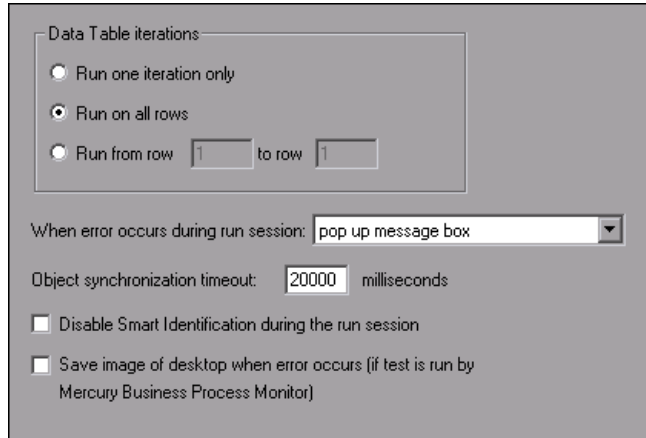 Data Table iterations
Run one iteration only
Run on all rows
Run from row 1 to row 1
When error occurs during run session: pop up message box
Object synchronization timeout: 20000 milliseconds
Disable Smart Identification during the run session
Save image of desktop when error occurs (if test is run by
Mercury Business Process Monitor)